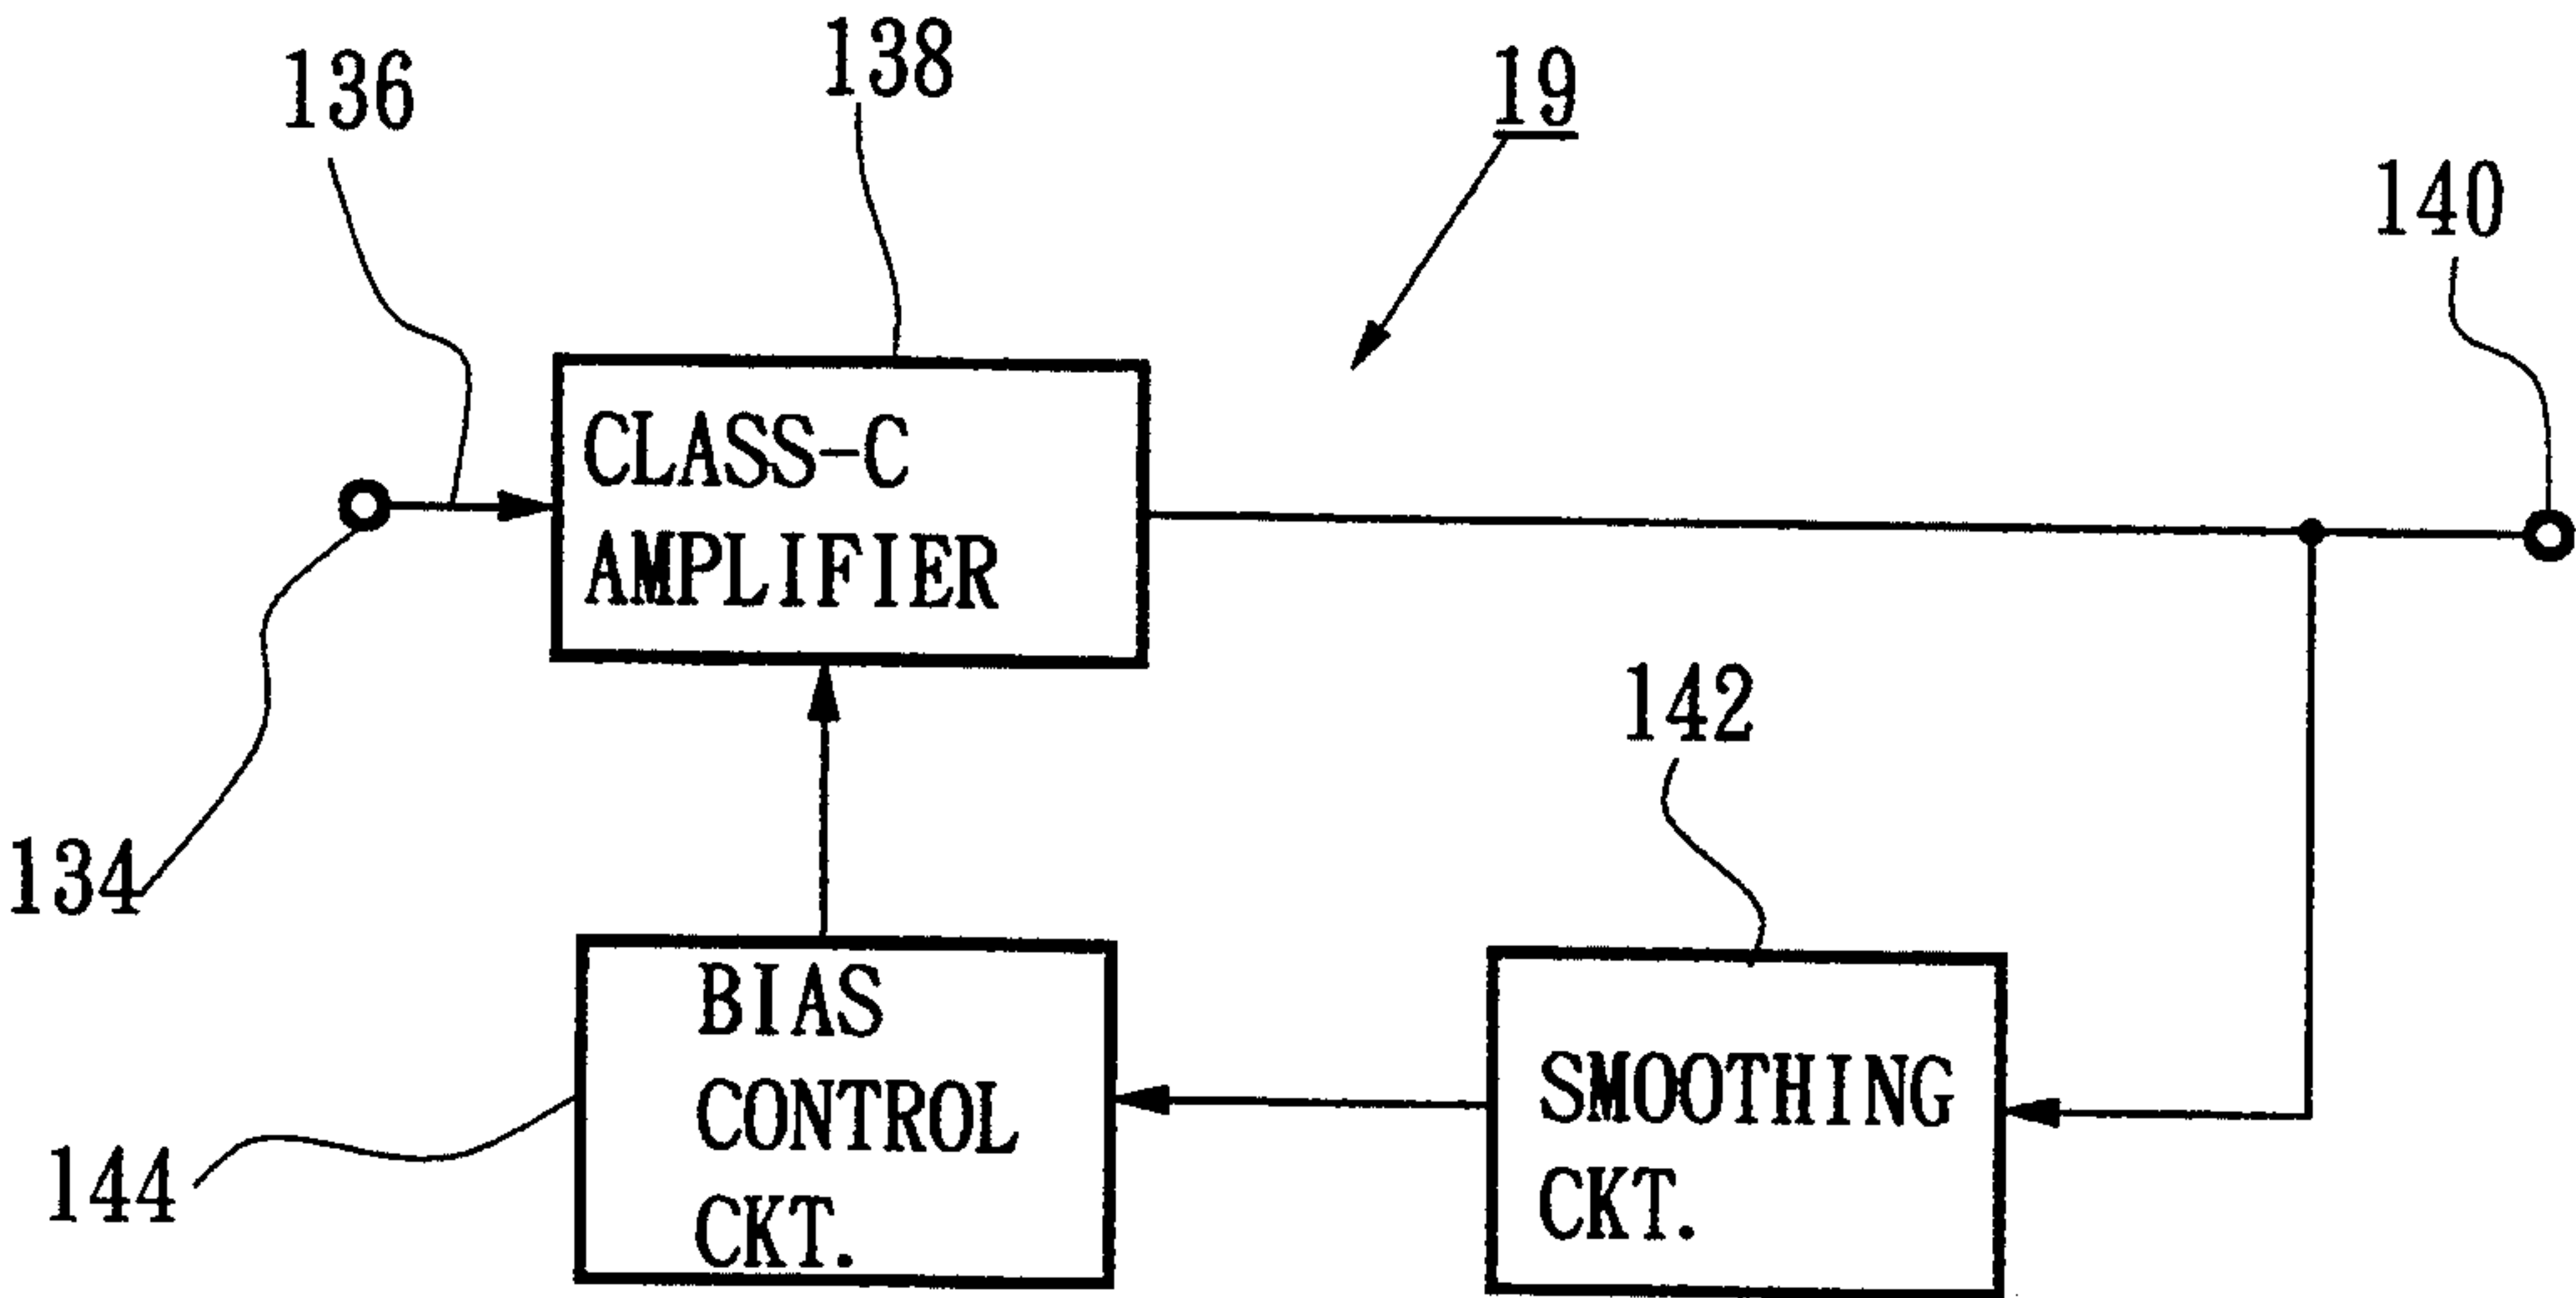 138
136
19
140
CLASS-C
AMPLIFIER
142
134
BIAS
CONTROL
CKT.
SMOOTHING
CKT.
144